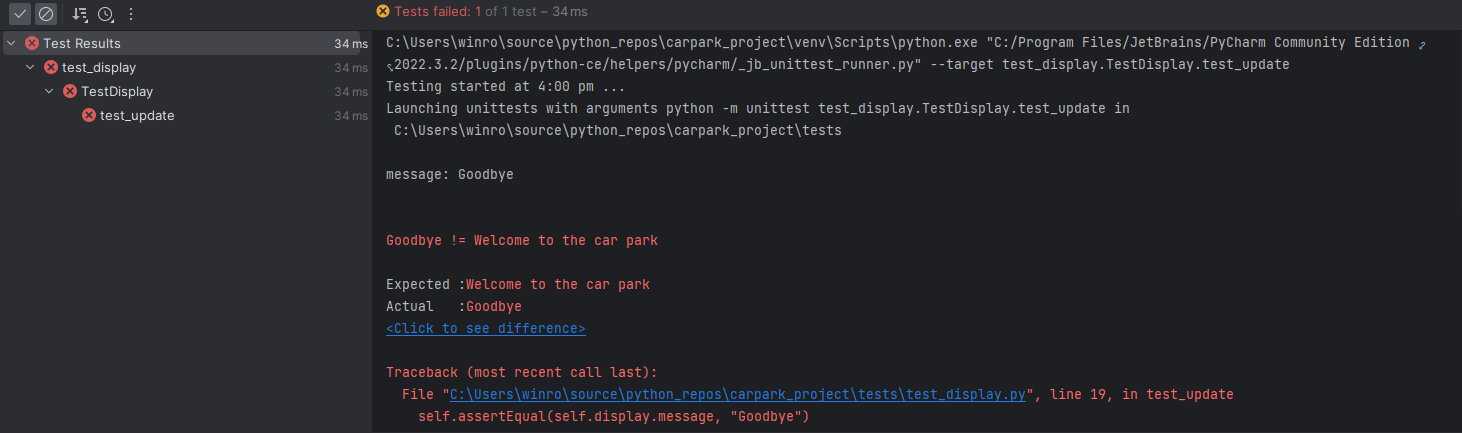 Tests failed: 1 of 1 test – 34 ms
Test Results 34 ms
test_display 34 ms
TestDisplay 34 ms
test_update 34 ms
C:\Users\winro\source\python_repos\carpark_project\venv\Scripts\python.exe "C:/Program Files/JetBrains/PyCharm Community Edition
2022.3.2/plugins/python-ce/helpers/pycharm/_jb_unittest_runner.py" --target test_display.TestDisplay.test_update
Testing started at 4:00 pm ...
Launching unittests with arguments python -m unittest test_display.TestDisplay.test_update in
C:\Users\winro\source\python_repos\carpark_project\tests
message: Goodbye
Goodbye != Welcome to the car park
Expected :Welcome to the car park
Actual   :Goodbye
<Click to see difference>
Traceback (most recent call last):
File "C:\Users\winro\source\python_repos\carpark_project\tests\test_display.py", line 19, in test_update
self.assertEqual(self.display.message, "Goodbye")